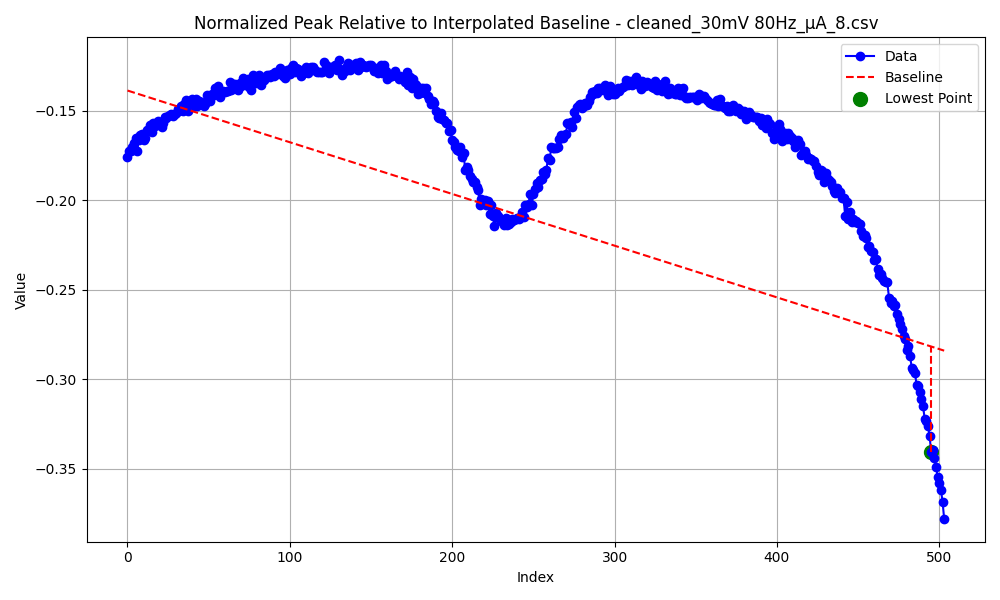 Normalized Peak Relative to Interpolated Baseline - cleaned_30mV 80Hz_μA_8.csv
Data
Baseline
Lowest Point
−0.15
−0.20
−0.25
−0.30
−0.35
Value
0
100
200
300
400
500
Index